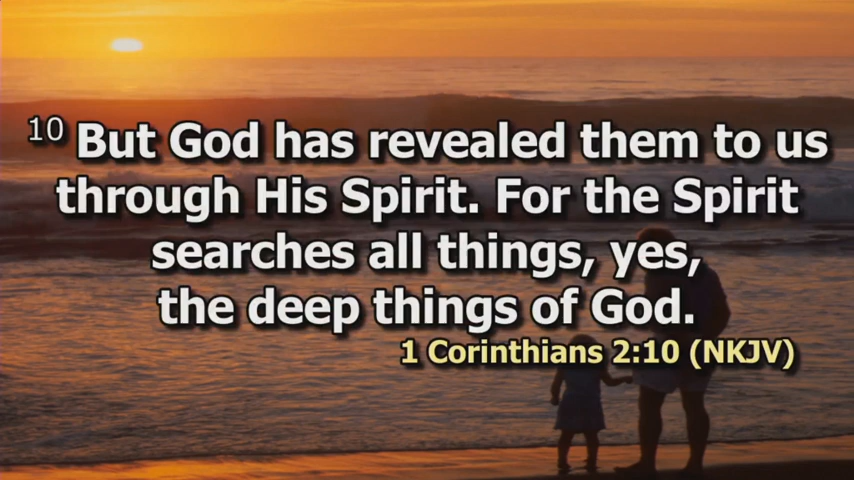 10 But God has revealed them to us
through His Spirit. For the Spirit
searches all things, yes,
the deep things of God.
1 Corinthians 2:10 (NKJV)